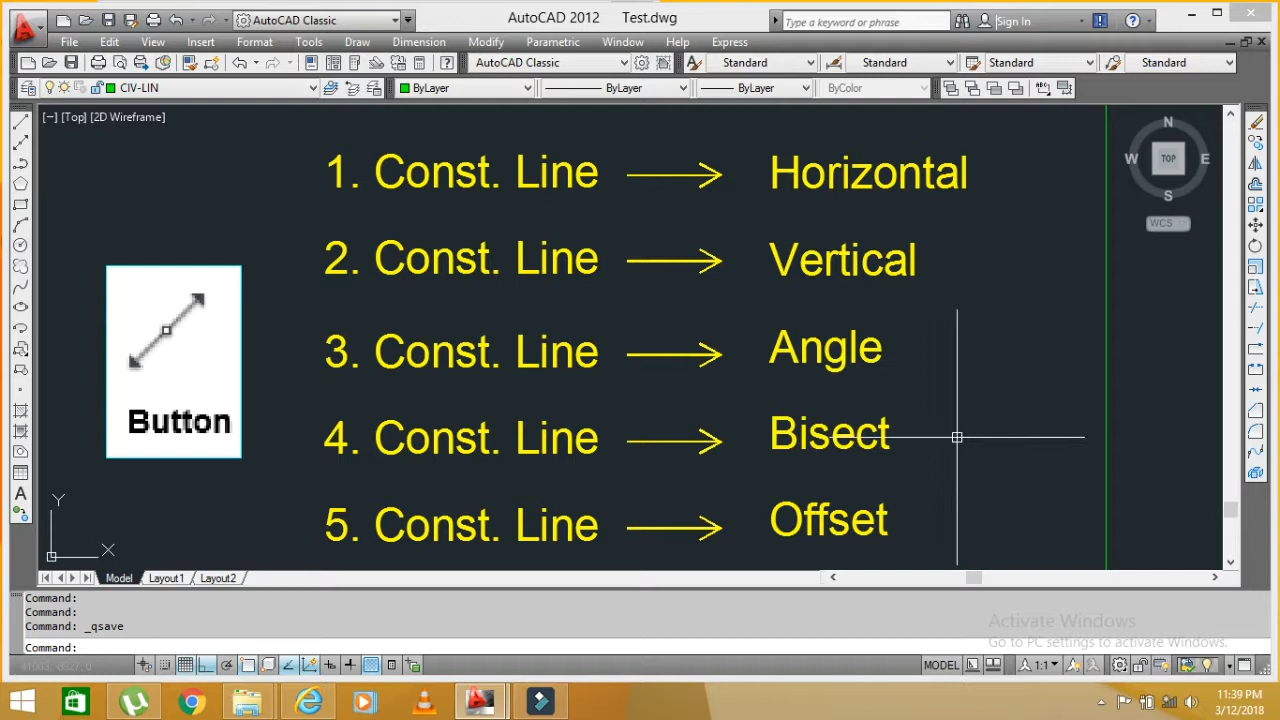 AutoCAD Classic
AutoCAD 2012 Test.dwg
Type a keyword or phrase
Sign In
File Edit View Insert Format Tools Draw Dimension Modify Parametric Window Help Express
AutoCAD Classic Standard Standard Standard Standard
CIV-LIN ByLayer ByLayer ByLayer ByColor
[−] [Top] [2D Wireframe]
N
W TOP E
S
WCS
1. Const. Line Horizontal
2. Const. Line Vertical
3. Const. Line Angle
4. Const. Line Bisect
5. Const. Line Offset
Button
A
Y
X
Model Layout1 Layout2
Command:
Command:
Command: _qsave
Command:
Activate Windows
Go to PC settings to activate Windows.
MODEL 1:1
11:39 PM
3/12/2018